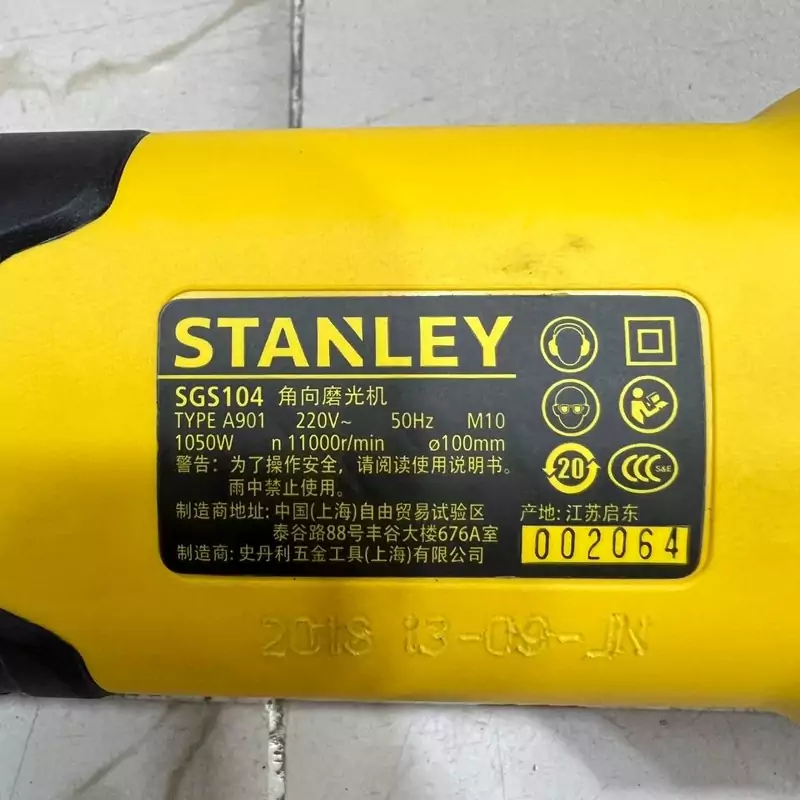 STANLEY
SGS104 角向磨光机
TYPE A901 220V~ 50Hz M10
1050W n 11000r/min ø100mm
警告: 为了操作安全，请阅读使用说明书。
雨中禁止使用。
制造商地址: 中国(上海)自由贸易试验区
泰谷路88号丰谷大楼676A室
制造商: 史丹利五金工具(上海)有限公司
20
CCC S&E
产地: 江苏启东
002064
2018 13-09-JN